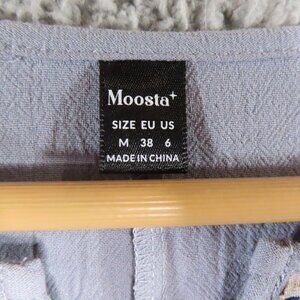 Moosta+
SIZE EU US
M 38 6
MADE IN CHINA